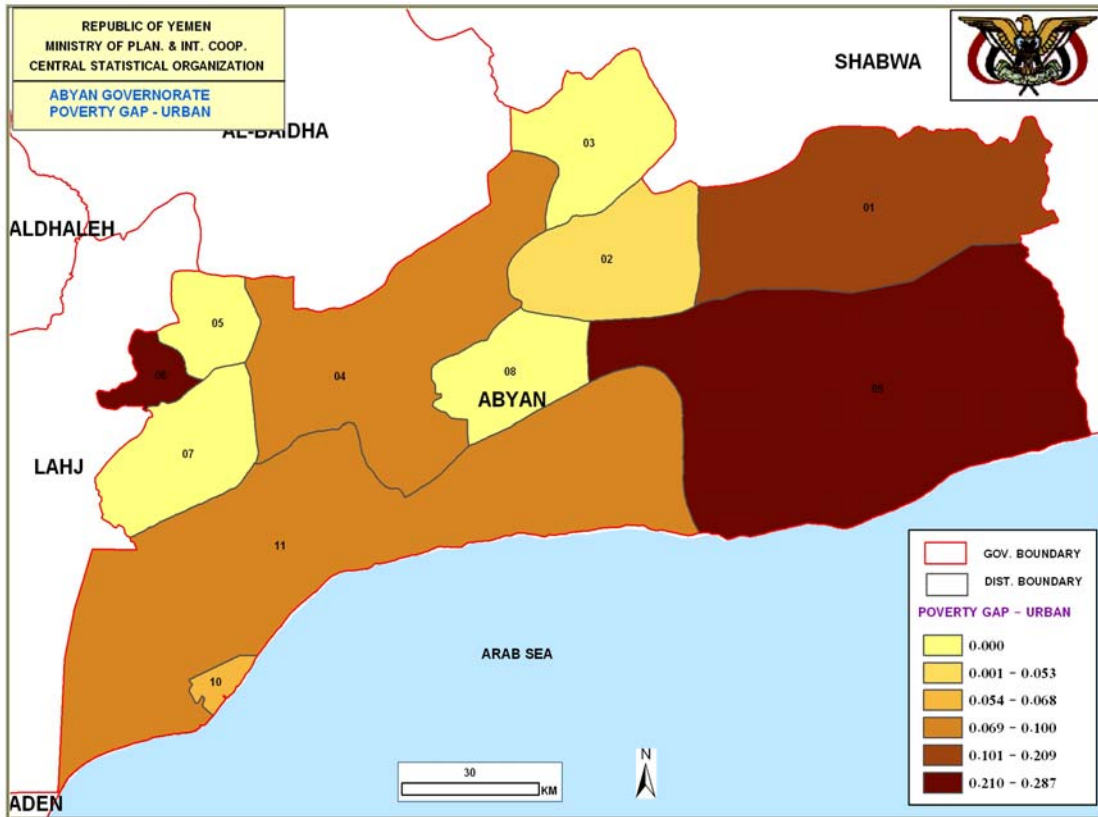 REPUBLIC OF YEMEN
MINISTRY OF PLAN. & INT. COOP.
CENTRAL STATISTICAL ORGANIZATION
ABYAN GOVERNORATE
POVERTY GAP - URBAN
SHABWA
AL-BAIDHA
03
01
ALDHALEH
02
05
04
08
06
ABYAN
07
LAHJ
11
10
ARAB SEA
GOV. BOUNDARY
DIST. BOUNDARY
POVERTY GAP - URBAN
0.000
0.001 - 0.053
0.054 - 0.068
0.069 - 0.100
0.101 - 0.209
0.210 - 0.287
N
30
KM
ADEN